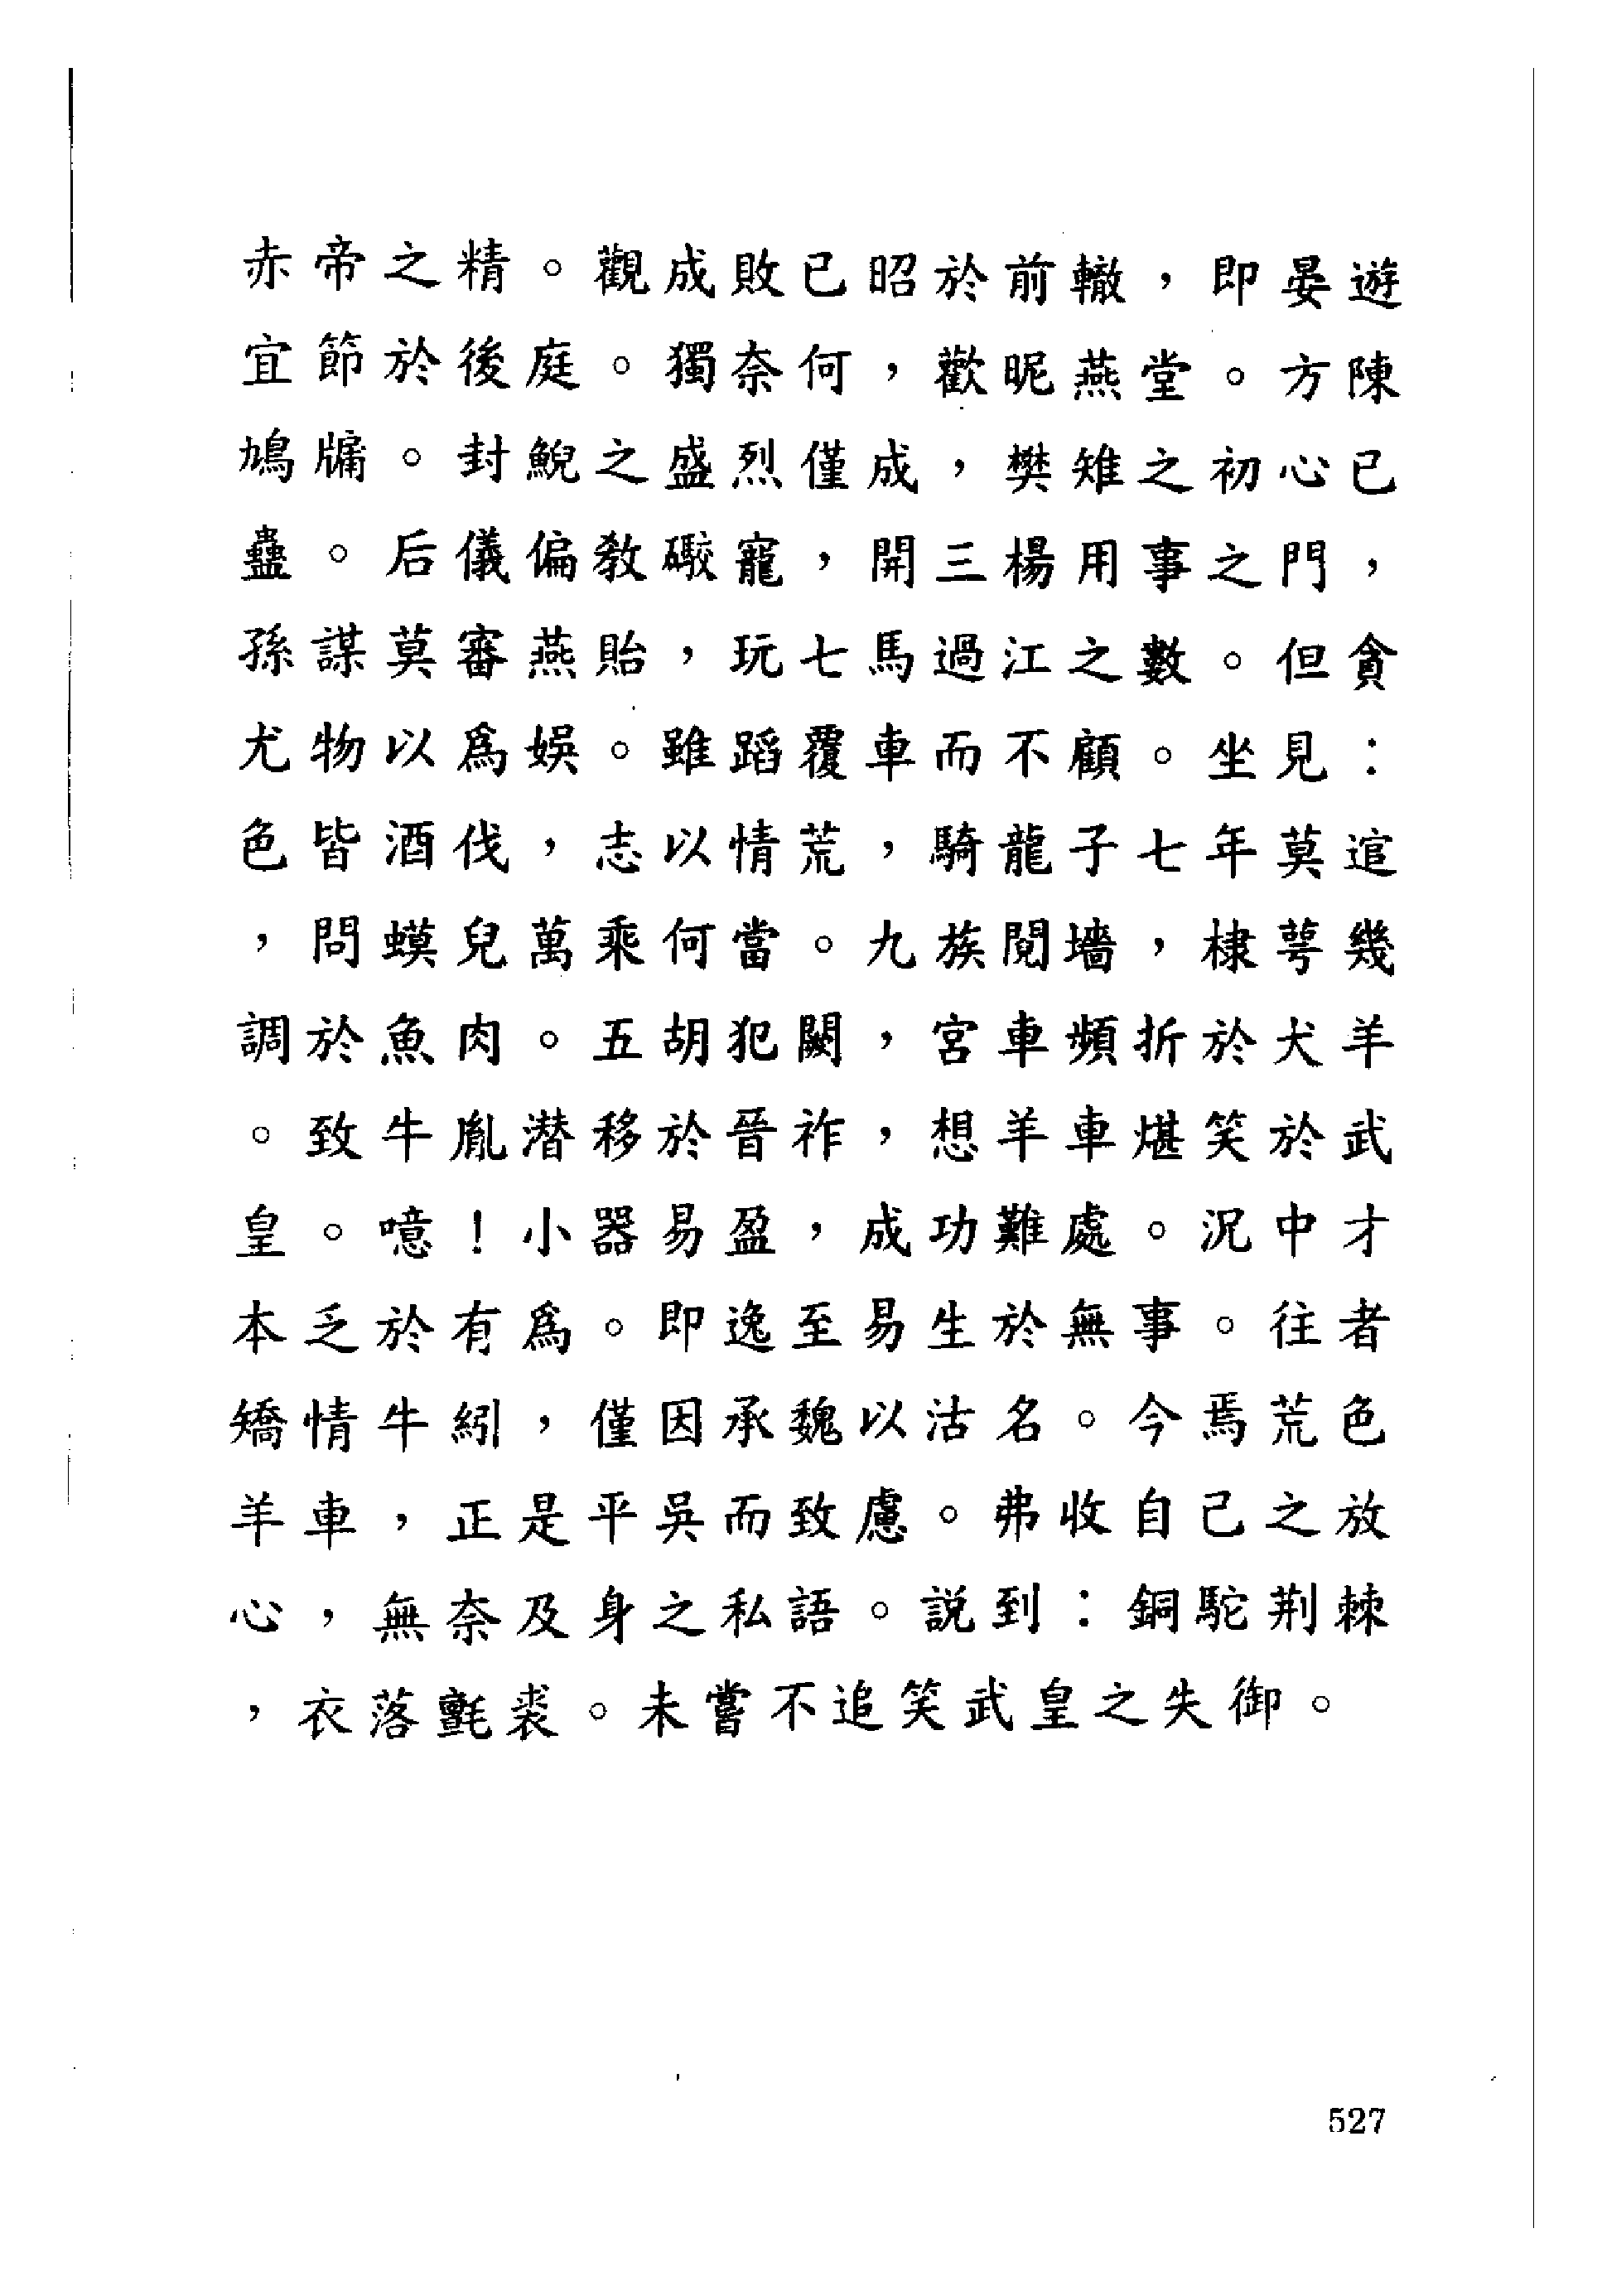 赤帝之精。觀成敗已昭於前轍，即晏遊
宜節於後庭。獨奈何，歡昵燕堂。方陳
鴆牖。封鯢之盛烈僅成，樊雉之初心已
蠱。后儀偏教礮寵，開三楊用事之門，
孫謀莫審燕貽，玩七馬過江之數。但貪
尤物以爲娛。雖蹈覆車而不顧。坐見：
色皆酒伐，志以情荒，騎龍子七年莫逭
，問蟆兒萬乘何當。九族鬩墻，棣萼幾
調於魚肉。五胡犯闕，宮車頻折於犬羊
。致牛胤潛移於晉祚，想羊車堪笑於武
皇。噫！小器易盈，成功難處。況中才
本乏於有爲。即逸至易生於無事。往者
矯情牛紖，僅因承魏以沽名。今焉荒色
羊車，正是平吳而致慮。弗收自己之放
心，無奈及身之私語。說到：銅駝荆棘
，衣落氈裘。未嘗不追笑武皇之失御。
527